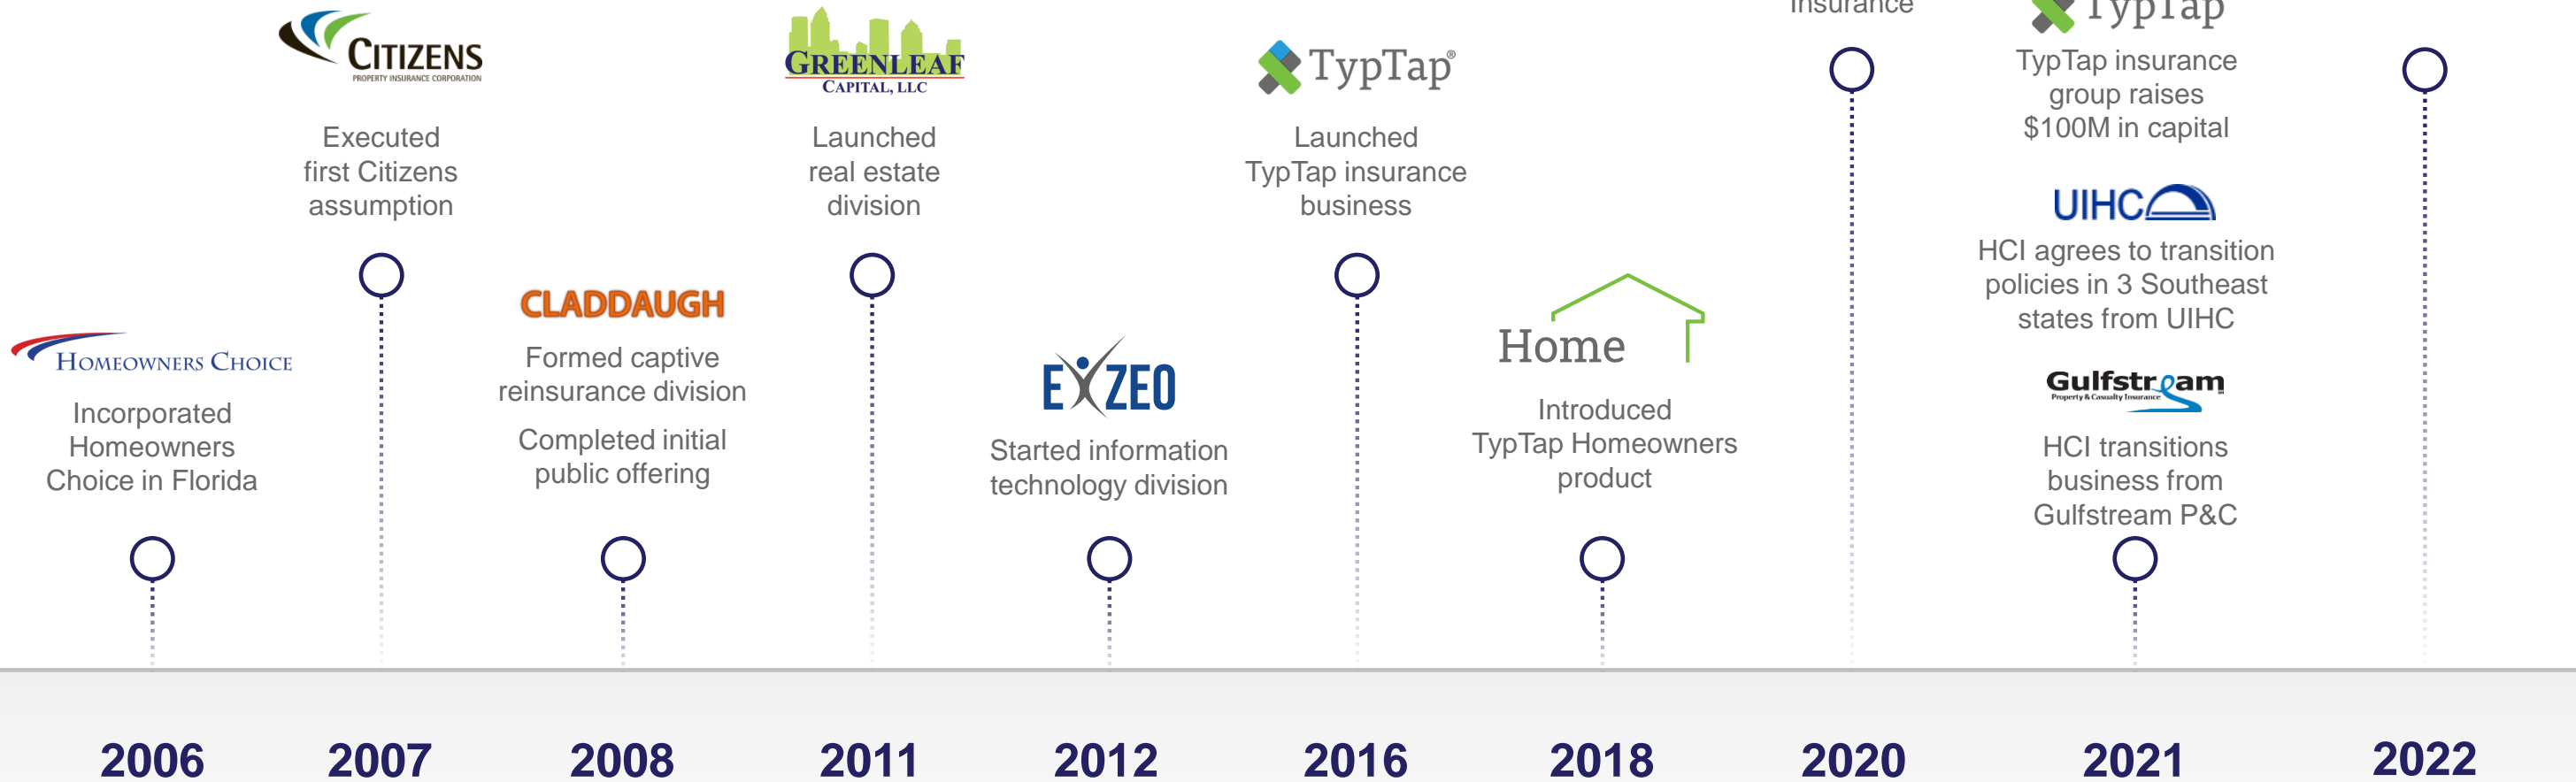 HOMEOWNERS CHOICE
Incorporated
Homeowners
Choice in Florida
CITIZENS
PROPERTY INSURANCE CORPORATION
Executed
first Citizens
assumption
CLADDAUGH
Formed captive
reinsurance division
Completed initial
public offering
GREENLEAF
CAPITAL, LLC
Launched
real estate
division
EXZEO
Started information
technology division
TypTap®
Launched
TypTap insurance
business
Home
Introduced
TypTap Homeowners
product
Insurance
TypTap
TypTap insurance
group raises
$100M in capital
UIHC
HCI agrees to transition
policies in 3 Southeast
states from UIHC
Gulfstream
Property & Casualty Insurance
HCI transitions
business from
Gulfstream P&C
2006 2007 2008 2011 2012 2016 2018 2020 2021 2022